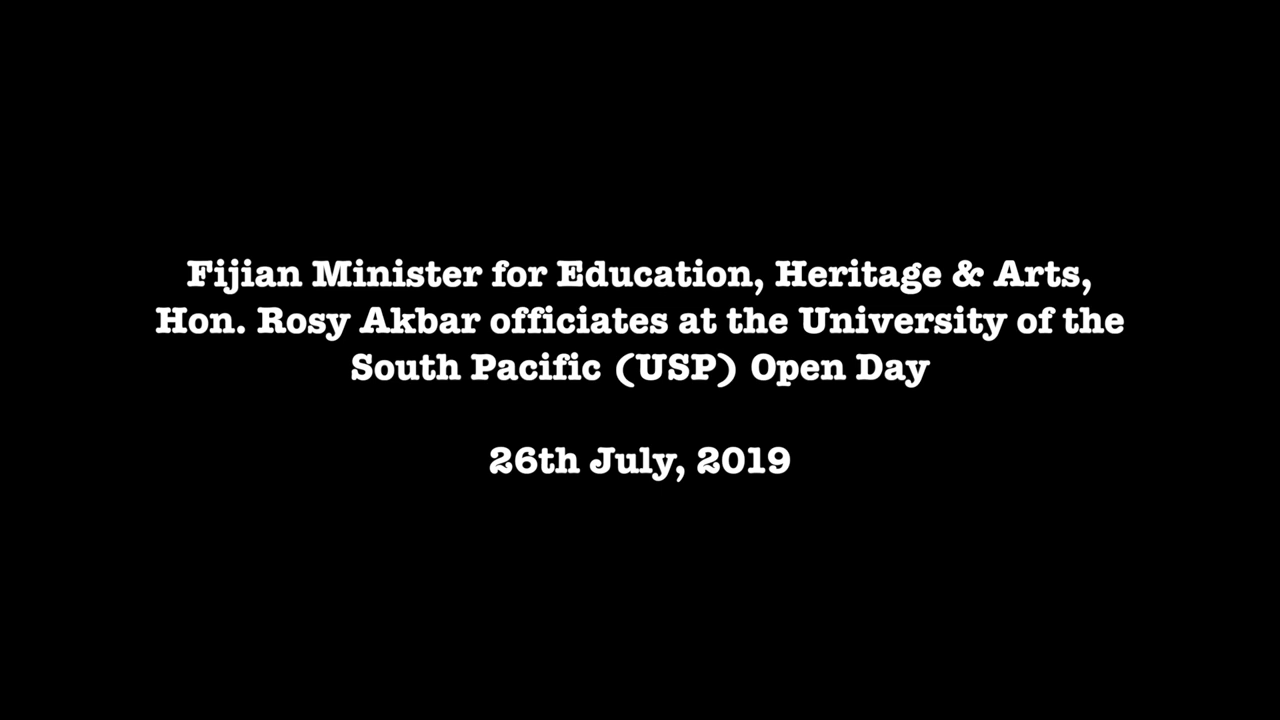 Fijian Minister for Education, Heritage & Arts,
Hon. Rosy Akbar officiates at the University of the
South Pacific (USP) Open Day
26th July, 2019